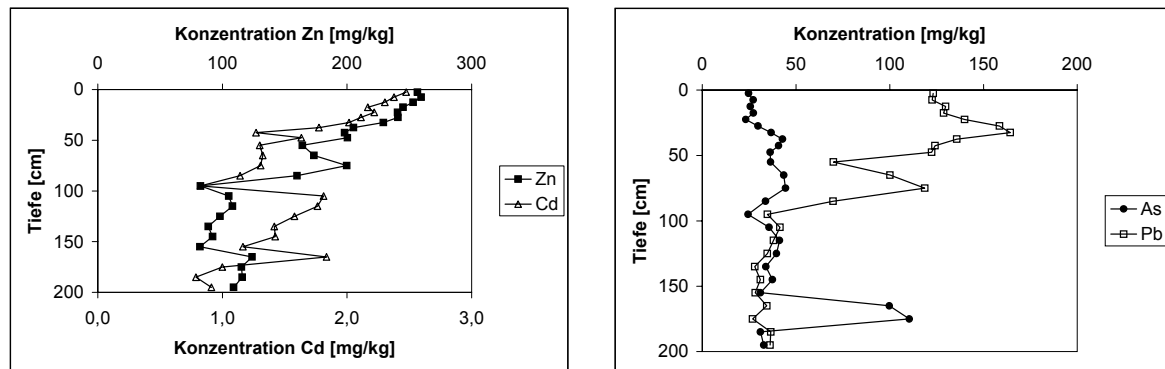 Konzentration Zn [mg/kg]
0 100 200 300
0
50
100
150
200
Tiefe [cm]
0,0 1,0 2,0 3,0
Konzentration Cd [mg/kg]
Zn
Cd
Konzentration [mg/kg]
0 50 100 150 200
0
50
100
150
200
Tiefe [cm]
As
Pb